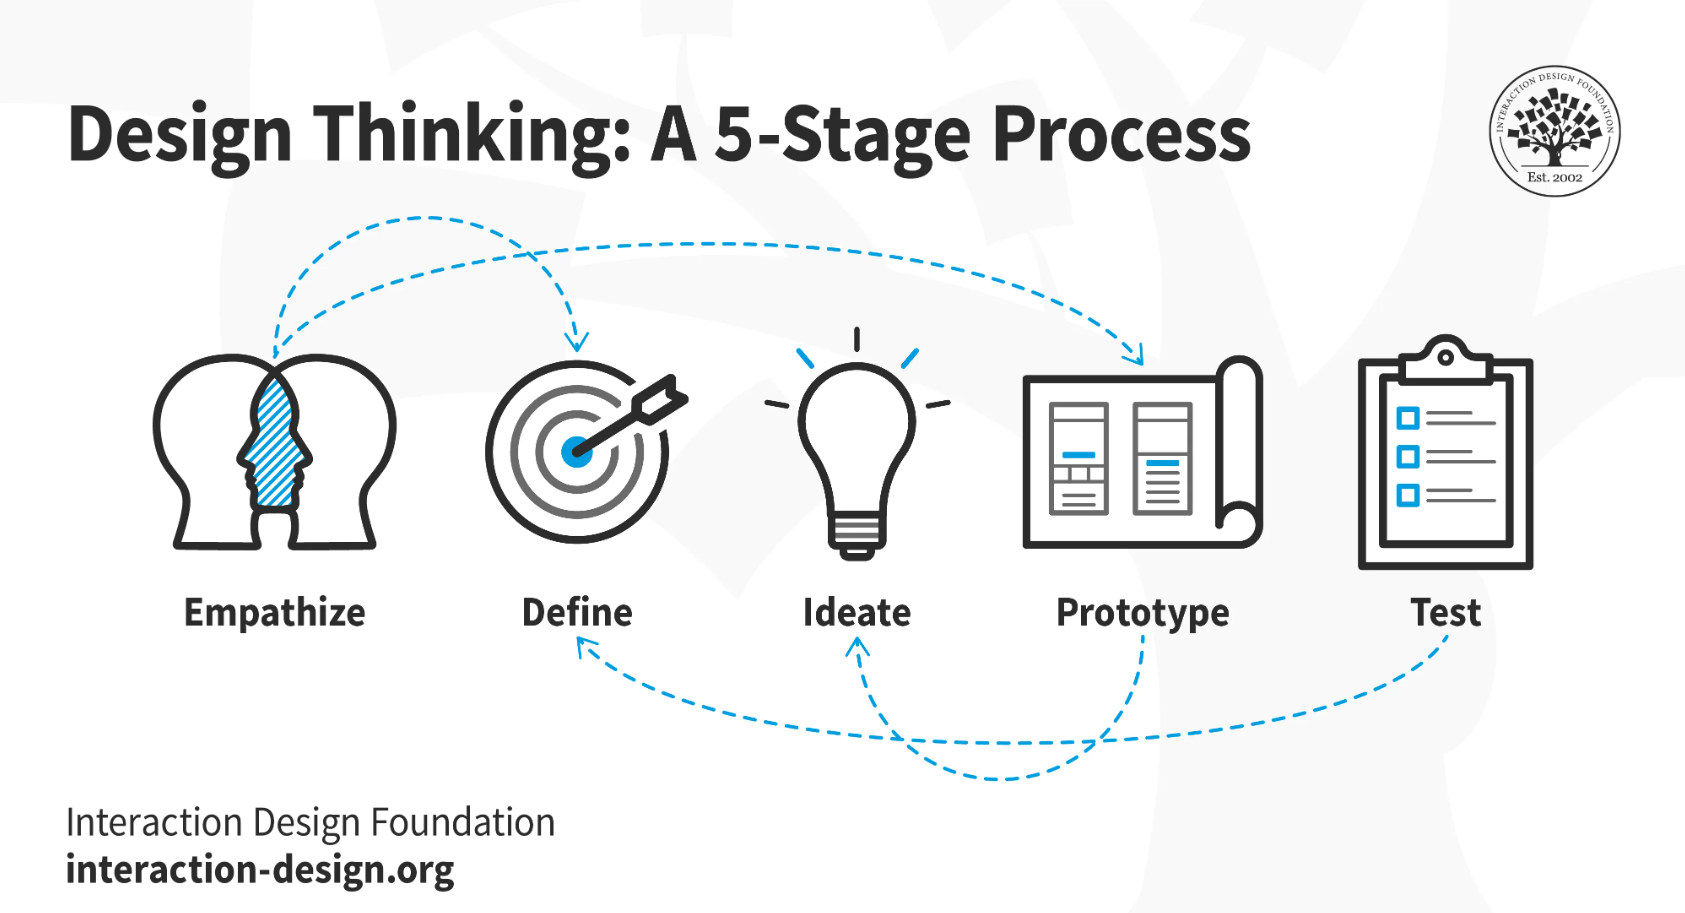 Design Thinking: A 5-Stage Process
INTERACTION DESIGN FOUNDATION
Est. 2002
Empathize
Define
Ideate
Prototype
Test
Interaction Design Foundation
interaction-design.org